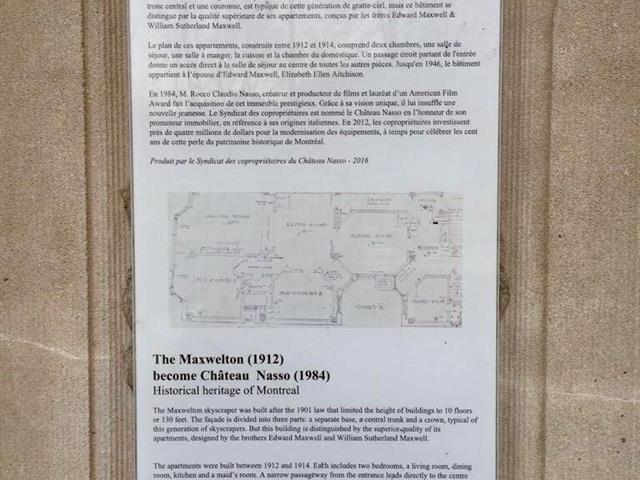 tronc central et une couronne, est typique de cette génération de gratte-ciel, mais ce bâtiment se
distingue par la qualité supérieure de ses appartements, conçus par les frères Edward Maxwell &
William Sutherland Maxwell.
Le plan de ces appartements, construits entre 1912 et 1914, comprend deux chambres, une salle de
séjour, une salle à manger, la cuisine et la chambre du domestique. Un passage étroit partant de l'entrée
donne un accès direct à la salle de séjour au centre de toutes les autres pièces. Jusqu'en 1946, le bâtiment
appartient à l'épouse d'Edward Maxwell, Elizabeth Ellen Aitchison.
En 1984, M. Rocco Claudio Nasso, créateur et producteur de films et lauréat d'un American Film
Award fait l'acquisition de cet immeuble prestigieux. Grâce à sa vision unique, il lui insuffle une
nouvelle jeunesse. Le Syndicat des copropriétaires est nommé le Château Nasso en l'honneur de son
promoteur immobilier, en référence à ses origines italiennes. En 2012, les copropriétaires investissent
près de quatre millions de dollars pour la modernisation des équipements, à temps pour célébrer les cent
ans de cette perle du patrimoine historique de Montréal.
Produit par le Syndicat des copropriétaires du Château Nasso - 2016
The Maxwelton (1912)
become Château Nasso (1984)
Historical heritage of Montreal
The Maxwelton skyscraper was built after the 1901 law that limited the height of buildings to 10 floors
or 130 feet. The façade is divided into three parts: a separate base, a central trunk and a crown, typical of
this generation of skyscrapers. But this building is distinguished by the superior quality of its
apartments, designed by the brothers Edward Maxwell and William Sutherland Maxwell.
The apartments were built between 1912 and 1914. Each includes two bedrooms, a living room, dining
room, kitchen and a maid's room. A narrow passageway from the entrance leads directly to the centre